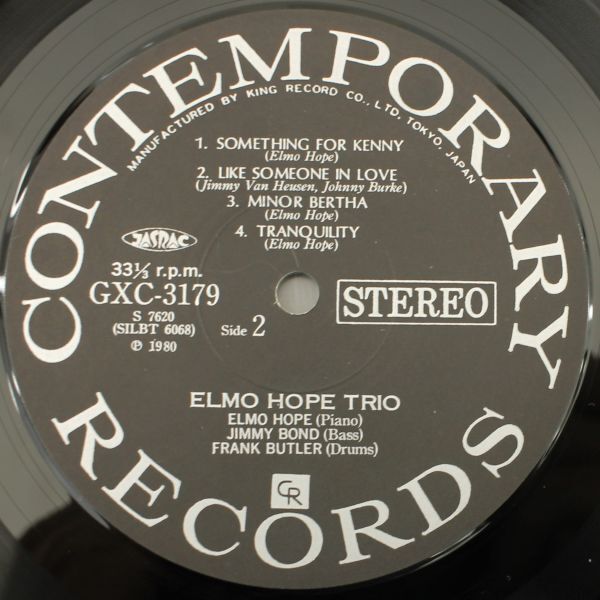 CONTEMPORARY RECORDS
MANUFACTURED BY KING RECORD CO., LTD. TOKYO, JAPAN
1. SOMETHING FOR KENNY
(Elmo Hope)
2. LIKE SOMEONE IN LOVE
(Jimmy Van Heusen, Johnny Burke)
3. MINOR BERTHA
(Elmo Hope)
4. TRANQUILITY
(Elmo Hope)
JASRAC
33⅓ r.p.m.
GXC-3179
S 7620
(SILBT 6068)
℗ 1980
Side 2
STEREO
ELMO HOPE TRIO
ELMO HOPE (Piano)
JIMMY BOND (Bass)
FRANK BUTLER (Drums)
CR